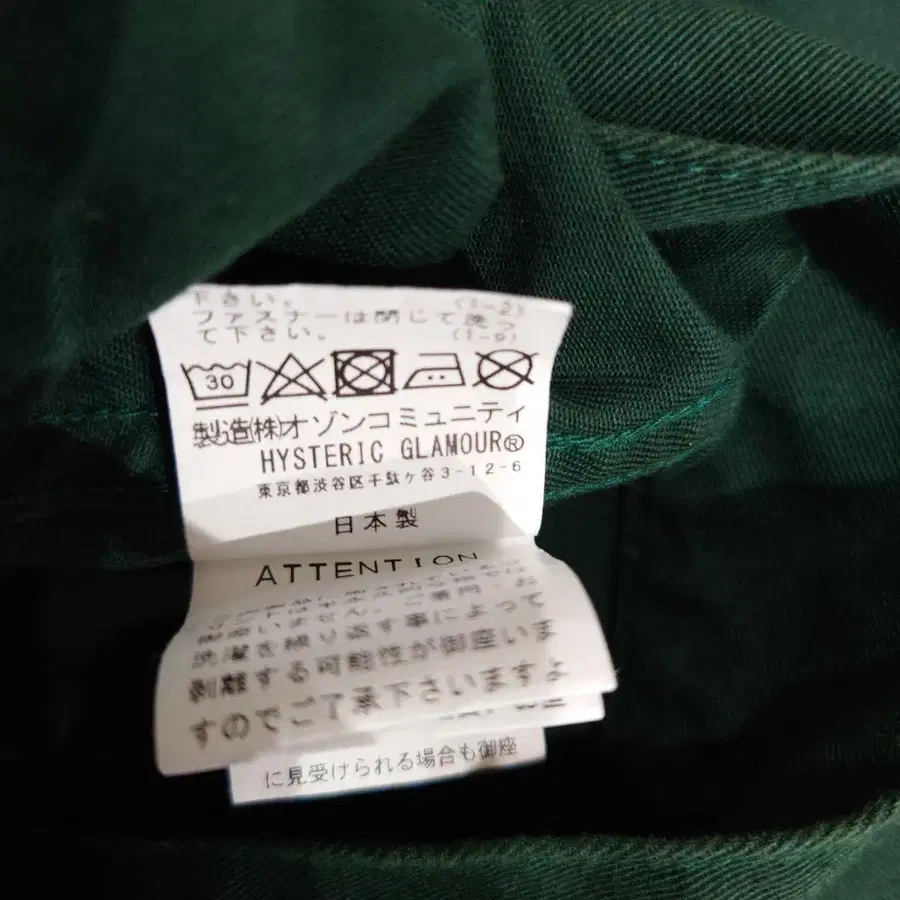 下さい。 (1-2)
ファスナーは閉じて洗っ
て下さい。 (1-9)
30
製造(株)オゾンコミュニティ
HYSTERIC GLAMOUR®
東京都渋谷区千駄ヶ谷3-12-6
日本製
ATTENTION
洗濯を繰り返す事によって
剥離する可能性が御座いま
すのでご了承下さいますよ
に見受けられる場合も御座